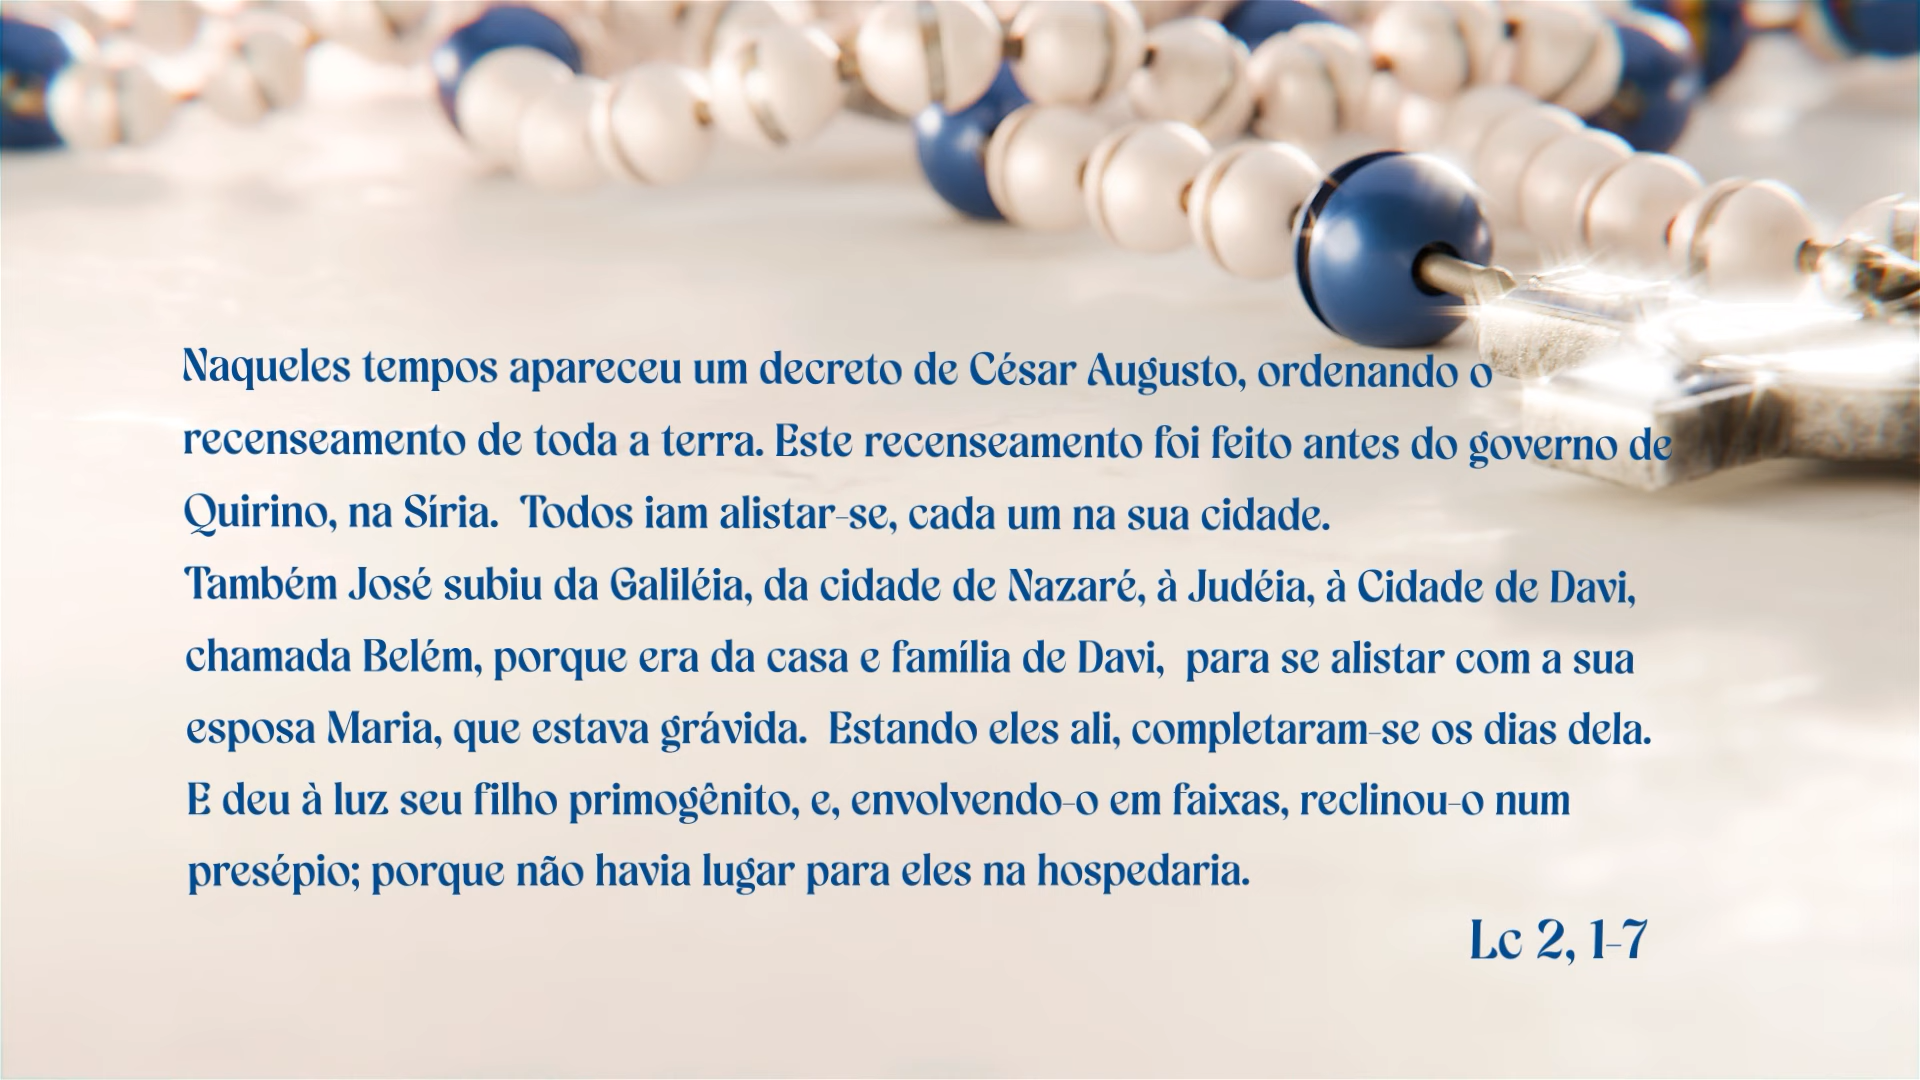 Naqueles tempos apareceu um decreto de César Augusto, ordenando o
recenseamento de toda a terra. Este recenseamento foi feito antes do governo de
Quirino, na Síria.  Todos iam alistar-se, cada um na sua cidade.
Também José subiu da Galiléia, da cidade de Nazaré, à Judéia, à Cidade de Davi,
chamada Belém, porque era da casa e família de Davi,  para se alistar com a sua
esposa Maria, que estava grávida.  Estando eles ali, completaram-se os dias dela.
E deu à luz seu filho primogênito, e, envolvendo-o em faixas, reclinou-o num
presépio; porque não havia lugar para eles na hospedaria.
Lc 2, 1-7